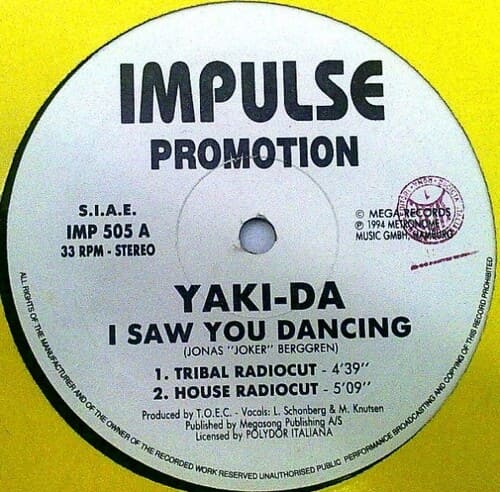 IMPULSE
PROMOTION
S.I.A.E.
IMP 505 A
33 RPM - STEREO
© MEGA-RECORDS
℗ 1994 METRONOME
MUSIC GMBH, HAMBURG
YAKI-DA
I SAW YOU DANCING
(JONAS "JOKER" BERGGREN)
1. TRIBAL RADIOCUT - 4'39''
2. HOUSE RADIOCUT - 5'09''
Produced by T.O.E.C. - Vocals: L. Schonberg & M. Knutsen
Published by Megasong Publishing A/S
Licensed by POLYDOR ITALIANA
ALL RIGHTS OF THE MANUFACTURER AND OF THE OWNER OF THE RECORDED WORK RESERVED UNAUTHORISED PUBLIC PERFORMANCE BROADCASTING AND COPYING OF THIS RECORD PROHIBITED